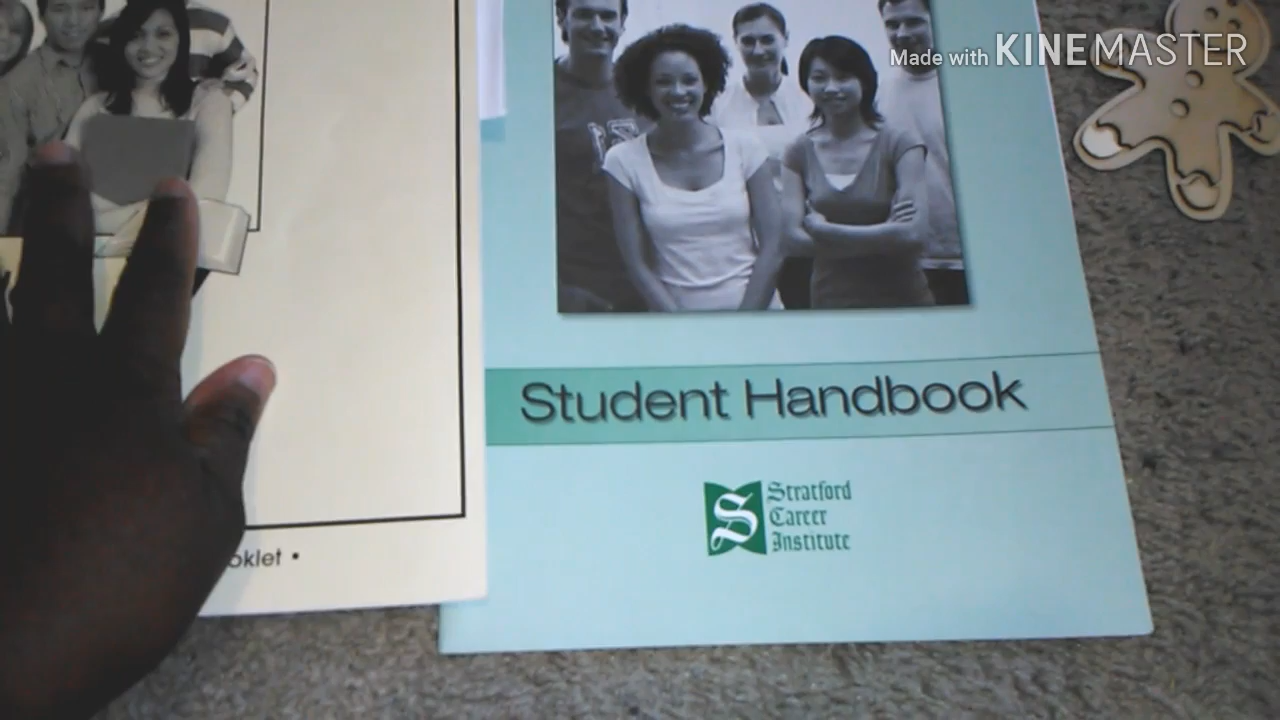 Made with KINEMASTER
Student Handbook
Stratford
Career
Institute
oklet •